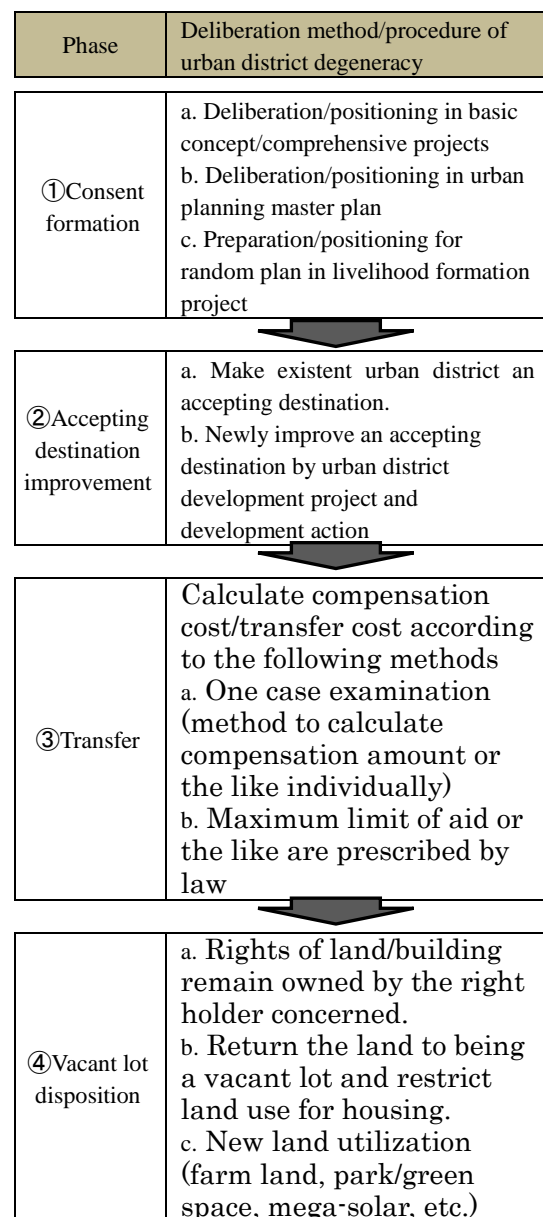 Phase
Deliberation method/procedure of
urban district degeneracy
①Consent
formation
a. Deliberation/positioning in basic
concept/comprehensive projects
b. Deliberation/positioning in urban
planning master plan
c. Preparation/positioning for
random plan in livelihood formation
project
②Accepting
destination
improvement
a. Make existent urban district an
accepting destination.
b. Newly improve an accepting
destination by urban district
development project and
development action
③Transfer
Calculate compensation
cost/transfer cost according
to the following methods
a. One case examination
(method to calculate
compensation amount or
the like individually)
b. Maximum limit of aid or
the like are prescribed by
law
④Vacant lot
disposition
a. Rights of land/building
remain owned by the right
holder concerned.
b. Return the land to being
a vacant lot and restrict
land use for housing.
c. New land utilization
(farm land, park/green
space, mega-solar, etc.)